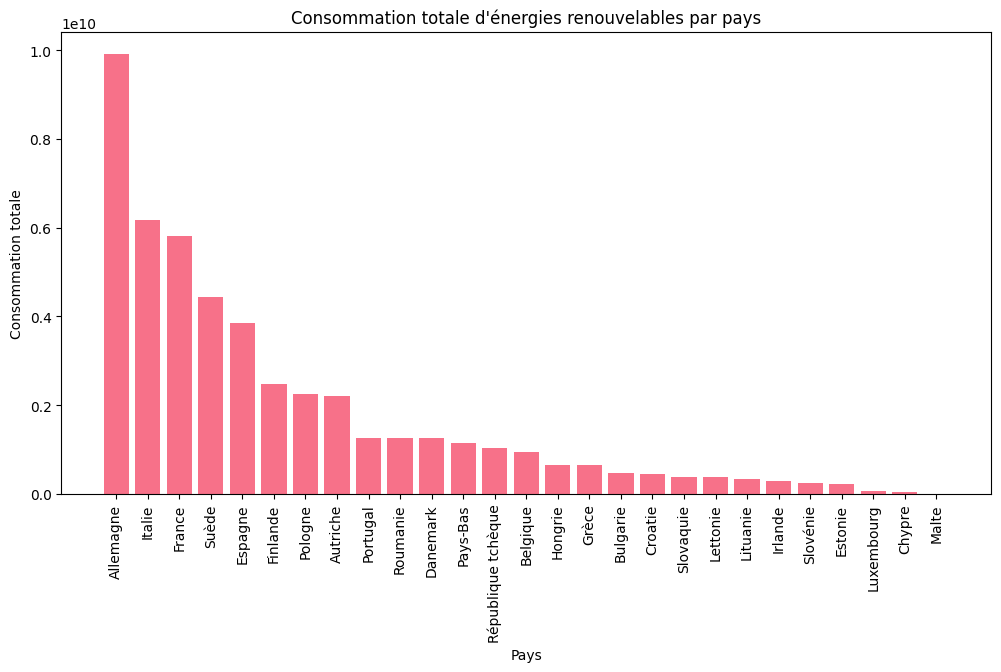 Consommation totale d'énergies renouvelables par pays
1e10
1.0
0.8
0.6
0.4
0.2
0.0
Consommation totale
Allemagne
Italie
France
Suède
Espagne
Finlande
Pologne
Autriche
Portugal
Roumanie
Danemark
Pays-Bas
République tchèque
Belgique
Hongrie
Grèce
Bulgarie
Croatie
Slovaquie
Lettonie
Lituanie
Irlande
Slovénie
Estonie
Luxembourg
Chypre
Malte
Pays